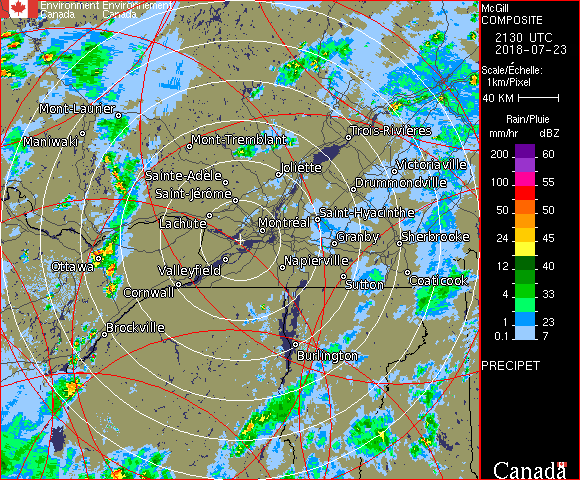 Environment Environnement
Canada Canada
McGill
COMPOSITE
2130 UTC
2018-07-23
Scale/Échelle:
1km/Pixel
40 KM
Rain/Pluie
mm/hr dBZ
200 60
100 55
50 50
24 45
12 40
4 33
1 23
0.1 7
PRECIPET
Canada
Mont-Laurier
Maniwaki
Mont-Tremblant
Trois-Rivières
Joliette
Victoriaville
Sainte-Adèle
Drummondville
Saint-Jérôme
Lachute
Saint-Hyacinthe
Montréal
Granby
Sherbrooke
Ottawa
Valleyfield
Napierville
Cornwall
Sutton
Coaticook
Brockville
Burlington